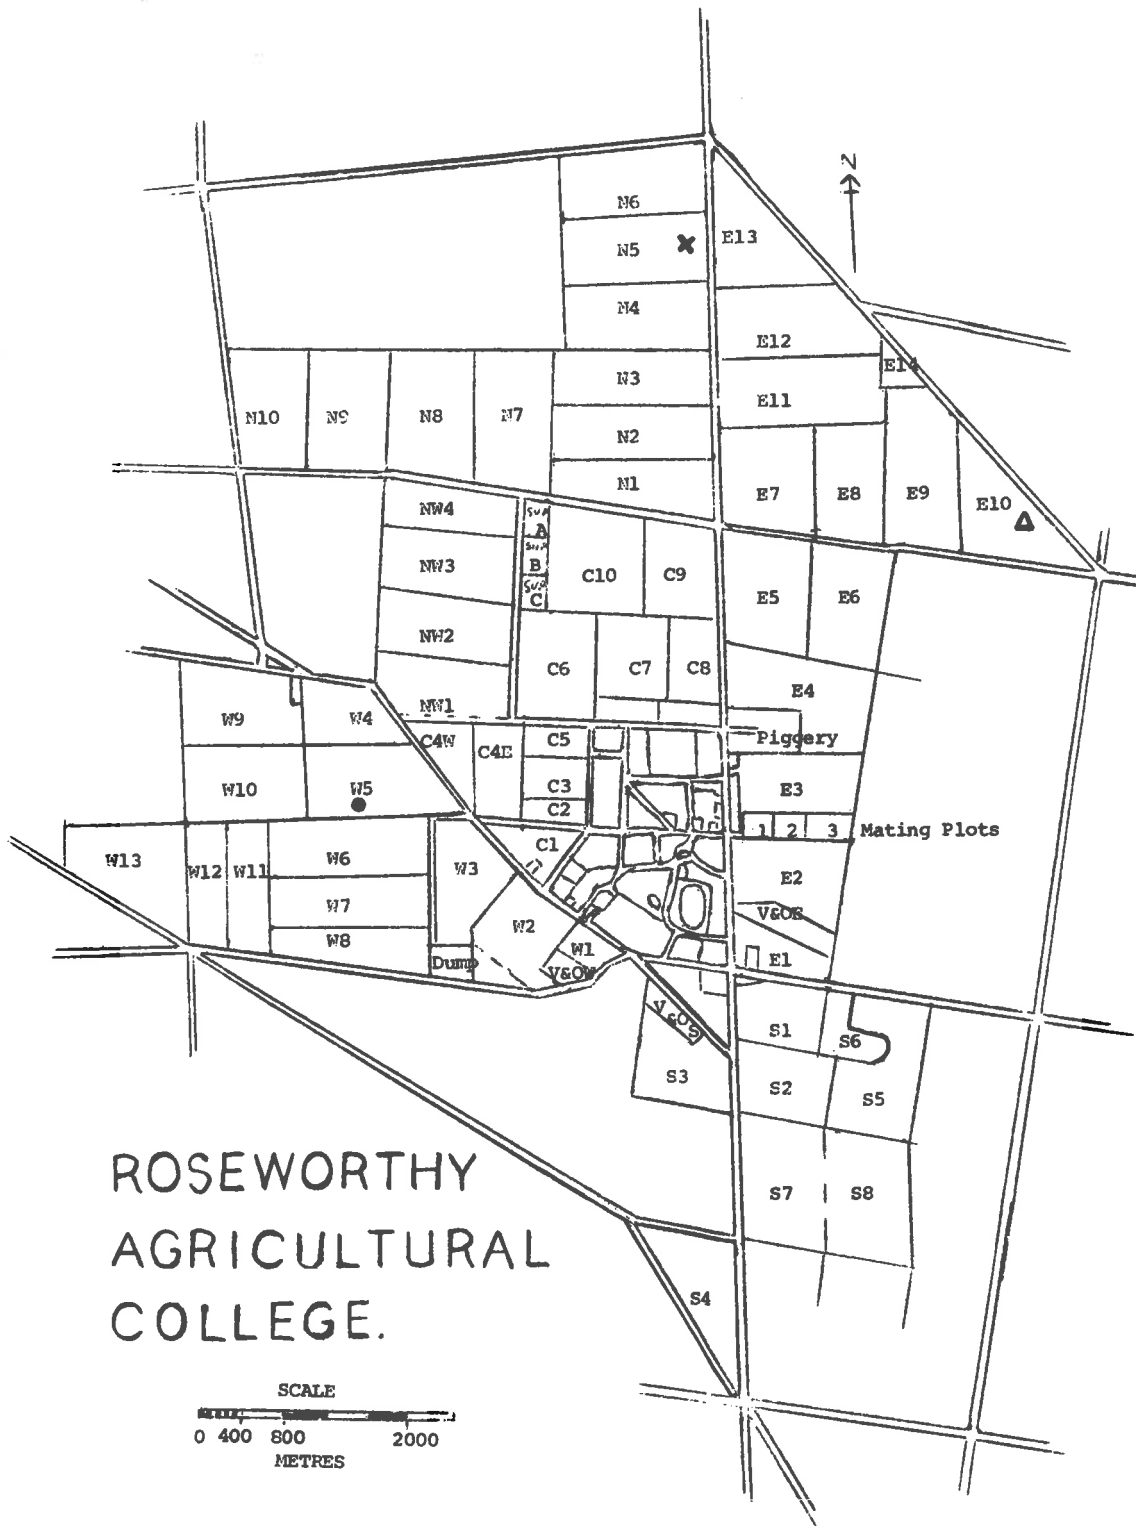 N
N6
N5
E13
N4
E12
E14
N3
E11
N10
N9
N8
N7
N2
N1
E7
E8
E9
E10
NW4
SUP
A
SUP
B
SUP
C
NW3
C10
C9
E5
E6
NW2
C6
C7
C8
E4
NW1
W9
W4
C4W
C4E
C5
Piggery
W10
W5
C3
C2
E3
1 2 3 Mating Plots
W13
W12
W11
W6
W3
C1
E2
W7
V&OE
W2
W8
W1
Dump
V&OW
E1
V&OS
S1
S6
S3
S2
S5
S7
S8
S4
ROSEWORTHY
AGRICULTURAL
COLLEGE.
SCALE
0 400 800 2000
METRES